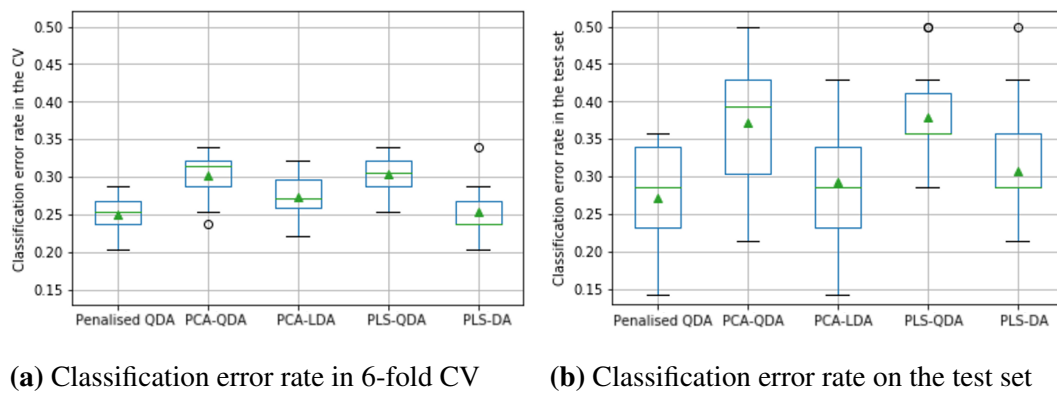 Classification error rate in the CV
0.50
0.45
0.40
0.35
0.30
0.25
0.20
0.15
Penalised QDA PCA-QDA PCA-LDA PLS-QDA PLS-DA
Classification error rate in the test set
0.50
0.45
0.40
0.35
0.30
0.25
0.20
0.15
Penalised QDA PCA-QDA PCA-LDA PLS-QDA PLS-DA
(a) Classification error rate in 6-fold CV
(b) Classification error rate on the test set